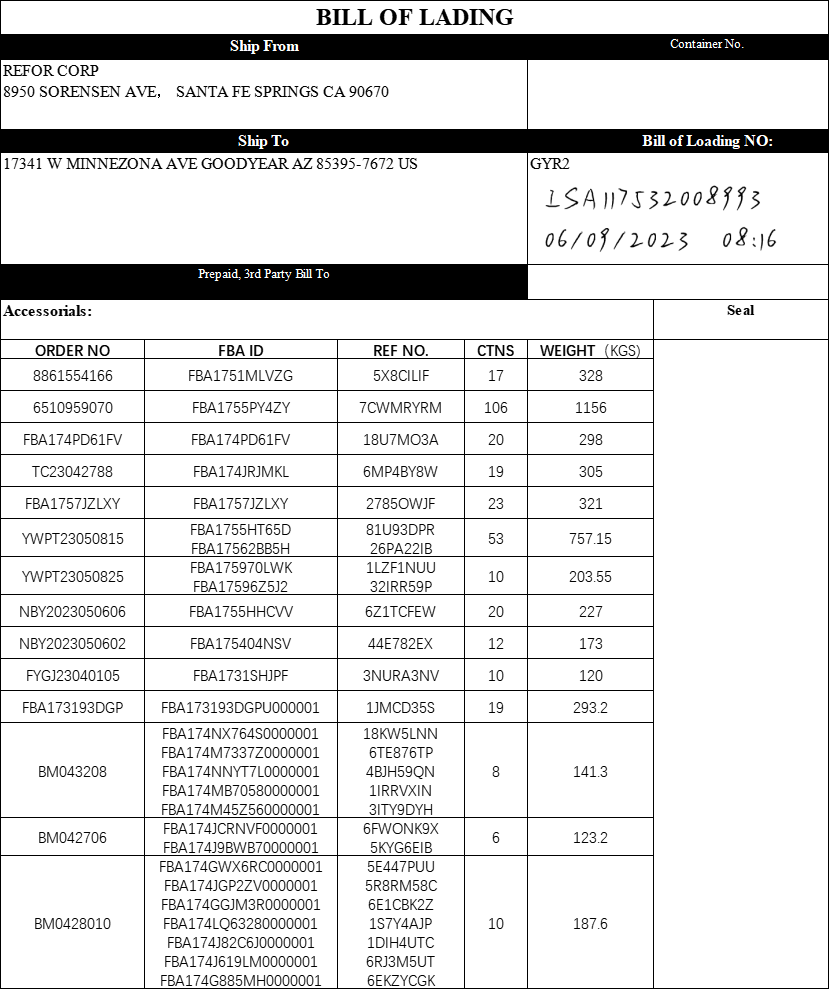 BILL OF LADING
Ship From
Container No.
REFOR CORP
8950 SORENSEN AVE， SANTA FE SPRINGS CA 90670
Ship To
Bill of Loading NO:
17341 W MINNEZONA AVE GOODYEAR AZ 85395-7672 US
GYR2
ISA117532008993
06/09/2023 08:16
Prepaid, 3rd Party Bill To
Accessorials:
Seal
ORDER NO FBA ID REF NO. CTNS WEIGHT（KGS)
8861554166 FBA1751MLVZG 5X8CILIF 17 328
6510959070 FBA1755PY4ZY 7CWMRYRM 106 1156
FBA174PD61FV FBA174PD61FV 18U7MO3A 20 298
TC23042788 FBA174JRJMKL 6MP4BY8W 19 305
FBA1757JZLXY FBA1757JZLXY 2785OWJF 23 321
YWPT23050815 FBA1755HT65D 81U93DPR 53 757.15
FBA17562BB5H 26PA22IB
YWPT23050825 FBA175970LWK 1LZF1NUU 10 203.55
FBA17596Z5J2 32IRR59P
NBY2023050606 FBA1755HHCVV 6Z1TCFEW 20 227
NBY2023050602 FBA175404NSV 44E782EX 12 173
FYGJ23040105 FBA1731SHJPF 3NURA3NV 10 120
FBA173193DGP FBA173193DGPU000001 1JMCD35S 19 293.2
FBA174NX764S0000001 18KW5LNN
FBA174M7337Z0000001 6TE876TP
BM043208 FBA174NNYT7L0000001 4BJH59QN 8 141.3
FBA174MB70580000001 1IRRVXIN
FBA174M45Z560000001 3ITY9DYH
BM042706 FBA174JCRNVF0000001 6FWONK9X 6 123.2
FBA174J9BWB70000001 5KYG6EIB
FBA174GWX6RC0000001 5E447PUU
FBA174JGP2ZV0000001 5R8RM58C
FBA174GGJM3R0000001 6E1CBK2Z
BM0428010 FBA174LQ63280000001 1S7Y4AJP 10 187.6
FBA174J82C6J0000001 1DIH4UTC
FBA174J619LM0000001 6RJ3M5UT
FBA174G885MH0000001 6EKZYCGK